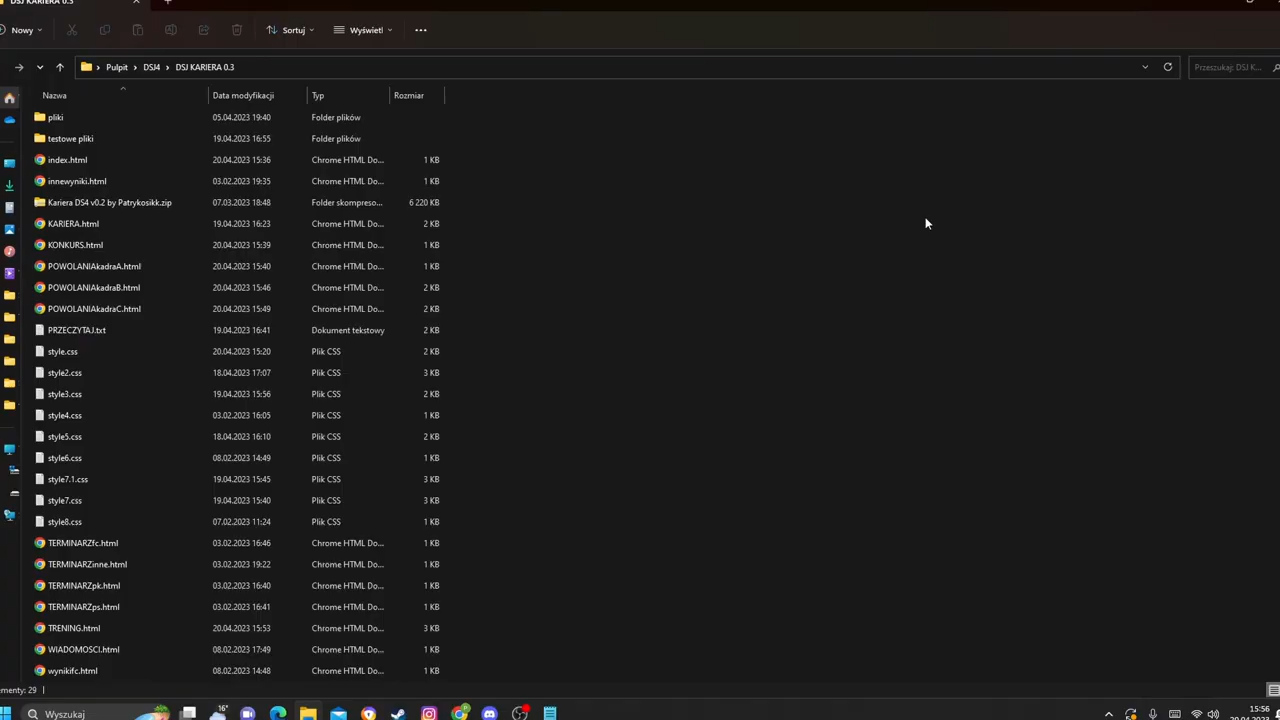 DSJ KARIERA 0.3
Nowy
Sortuj
Wyświetl
Pulpit > DSJ4 > DSJ KARIERA 0.3
Przeszukaj: DSJ K...
Nazwa Data modyfikacji Typ Rozmiar
pliki 05.04.2023 19:40 Folder plików
testowe pliki 19.04.2023 16:55 Folder plików
index.html 20.04.2023 15:36 Chrome HTML Do... 1 KB
innewyniki.html 03.02.2023 19:35 Chrome HTML Do... 1 KB
Kariera DS4 v0.2 by Patrykosikk.zip 07.03.2023 18:48 Folder skompreso... 6 220 KB
KARIERA.html 19.04.2023 16:23 Chrome HTML Do... 2 KB
KONKURS.html 20.04.2023 15:39 Chrome HTML Do... 1 KB
POWOLANIAkadraA.html 20.04.2023 15:40 Chrome HTML Do... 1 KB
POWOLANIAkadraB.html 20.04.2023 15:46 Chrome HTML Do... 2 KB
POWOLANIAkadraC.html 20.04.2023 15:49 Chrome HTML Do... 2 KB
PRZECZYTAJ.txt 19.04.2023 16:41 Dokument tekstowy 2 KB
style.css 20.04.2023 15:20 Plik CSS 2 KB
style2.css 18.04.2023 17:07 Plik CSS 3 KB
style3.css 19.04.2023 15:56 Plik CSS 2 KB
style4.css 03.02.2023 16:05 Plik CSS 1 KB
style5.css 18.04.2023 16:10 Plik CSS 2 KB
style6.css 08.02.2023 14:49 Plik CSS 1 KB
style7.1.css 19.04.2023 15:45 Plik CSS 3 KB
style7.css 19.04.2023 15:40 Plik CSS 3 KB
style8.css 07.02.2023 11:24 Plik CSS 1 KB
TERMINARZfc.html 03.02.2023 16:46 Chrome HTML Do... 1 KB
TERMINARZinne.html 03.02.2023 19:22 Chrome HTML Do... 1 KB
TERMINARZpk.html 03.02.2023 16:40 Chrome HTML Do... 1 KB
TERMINARZps.html 03.02.2023 16:41 Chrome HTML Do... 1 KB
TRENING.html 20.04.2023 15:53 Chrome HTML Do... 3 KB
WIADOMOSCI.html 08.02.2023 17:49 Chrome HTML Do... 1 KB
wynikifc.html 08.02.2023 14:48 Chrome HTML Do... 1 KB
ementy: 29
Wyszukaj
16°
15:56
20.04.2023